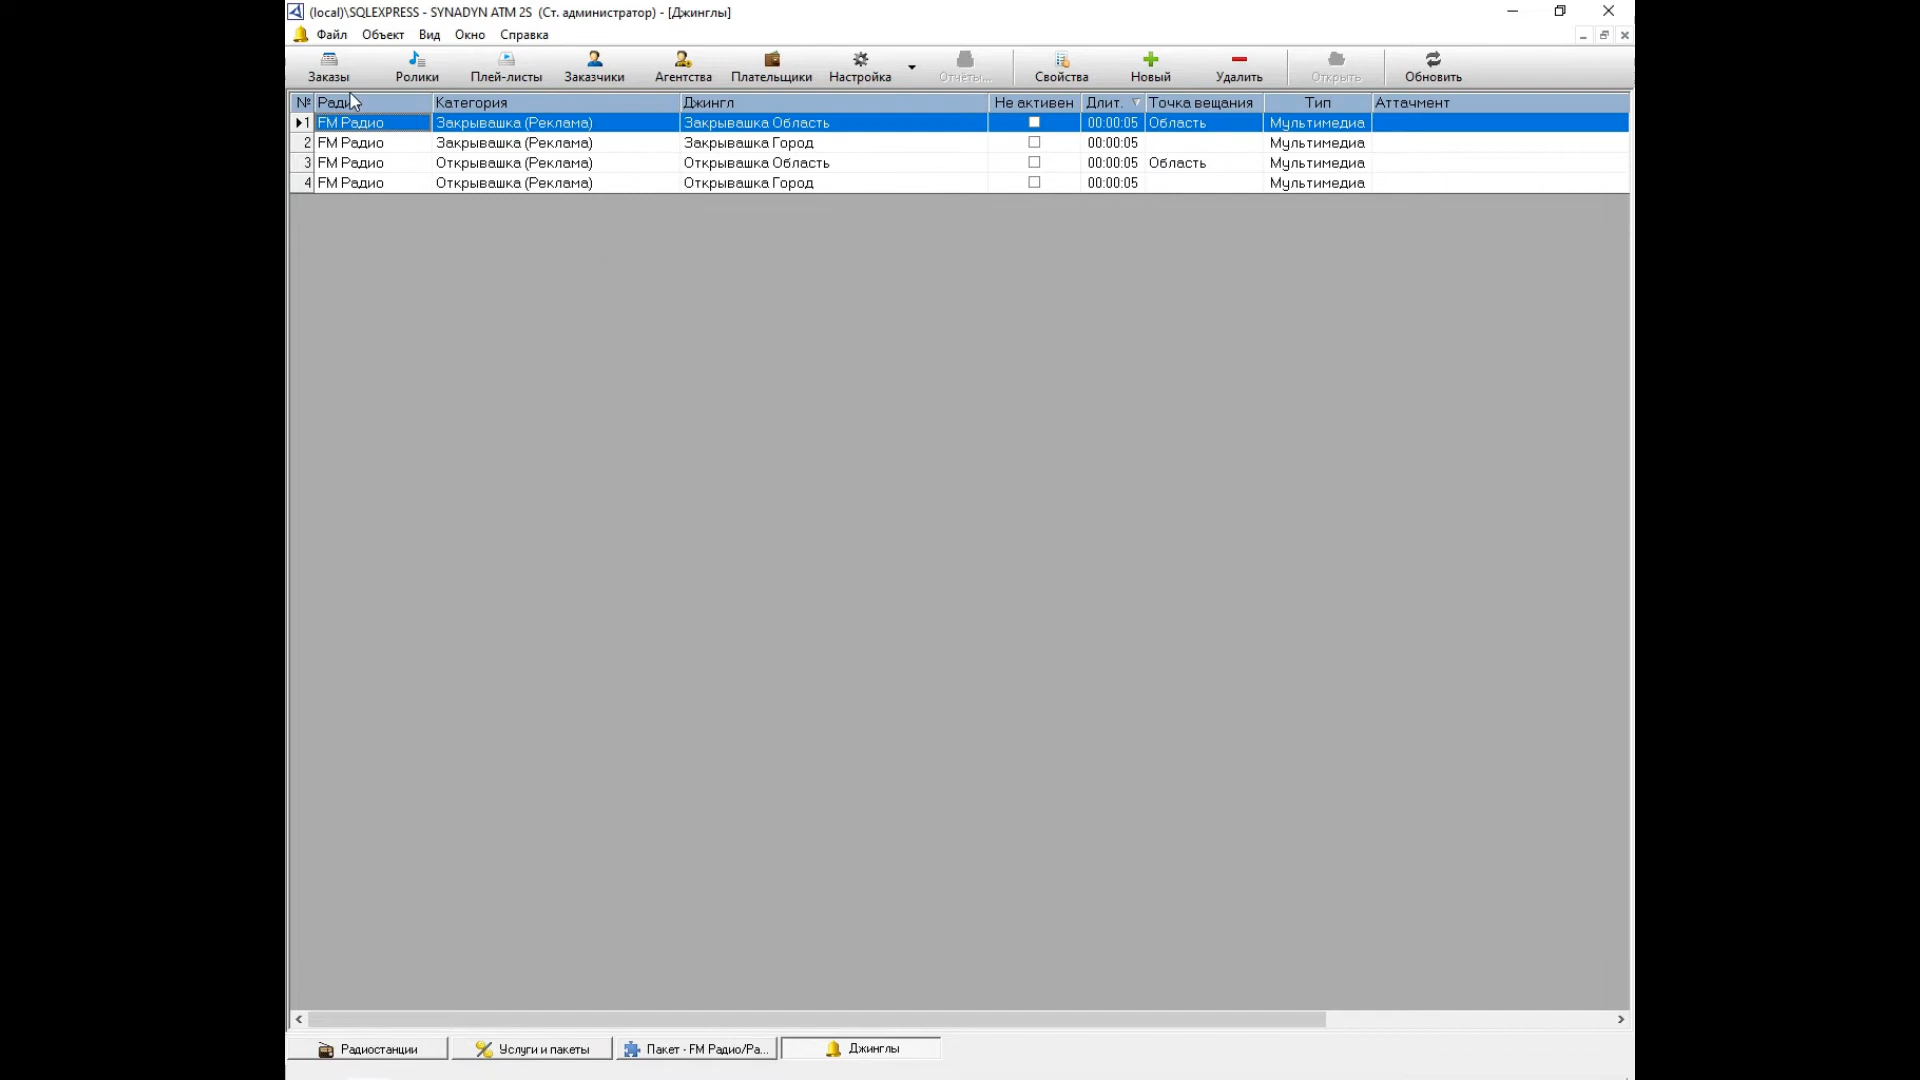 (local)\SQLEXPRESS - SYNADYN ATM 2S (Ст. администратор) - [Джинглы]
Файл Объект Вид Окно Справка
Заказы Ролики Плей-листы Заказчики Агентства Плательщики Настройка Отчёты... Свойства Новый Удалить Открыть Обновить
№ Радио Категория Джингл Не активен Длит. Точка вещания Тип Аттачмент
1 FM Радио Закрывашка (Реклама) Закрывашка Область 00:00:05 Область Мультимедиа
2 FM Радио Закрывашка (Реклама) Закрывашка Город 00:00:05 Мультимедиа
3 FM Радио Открывашка (Реклама) Открывашка Область 00:00:05 Область Мультимедиа
4 FM Радио Открывашка (Реклама) Открывашка Город 00:00:05 Мультимедиа
Радиостанции Услуги и пакеты Пакет - FM Радио/Ра... Джинглы